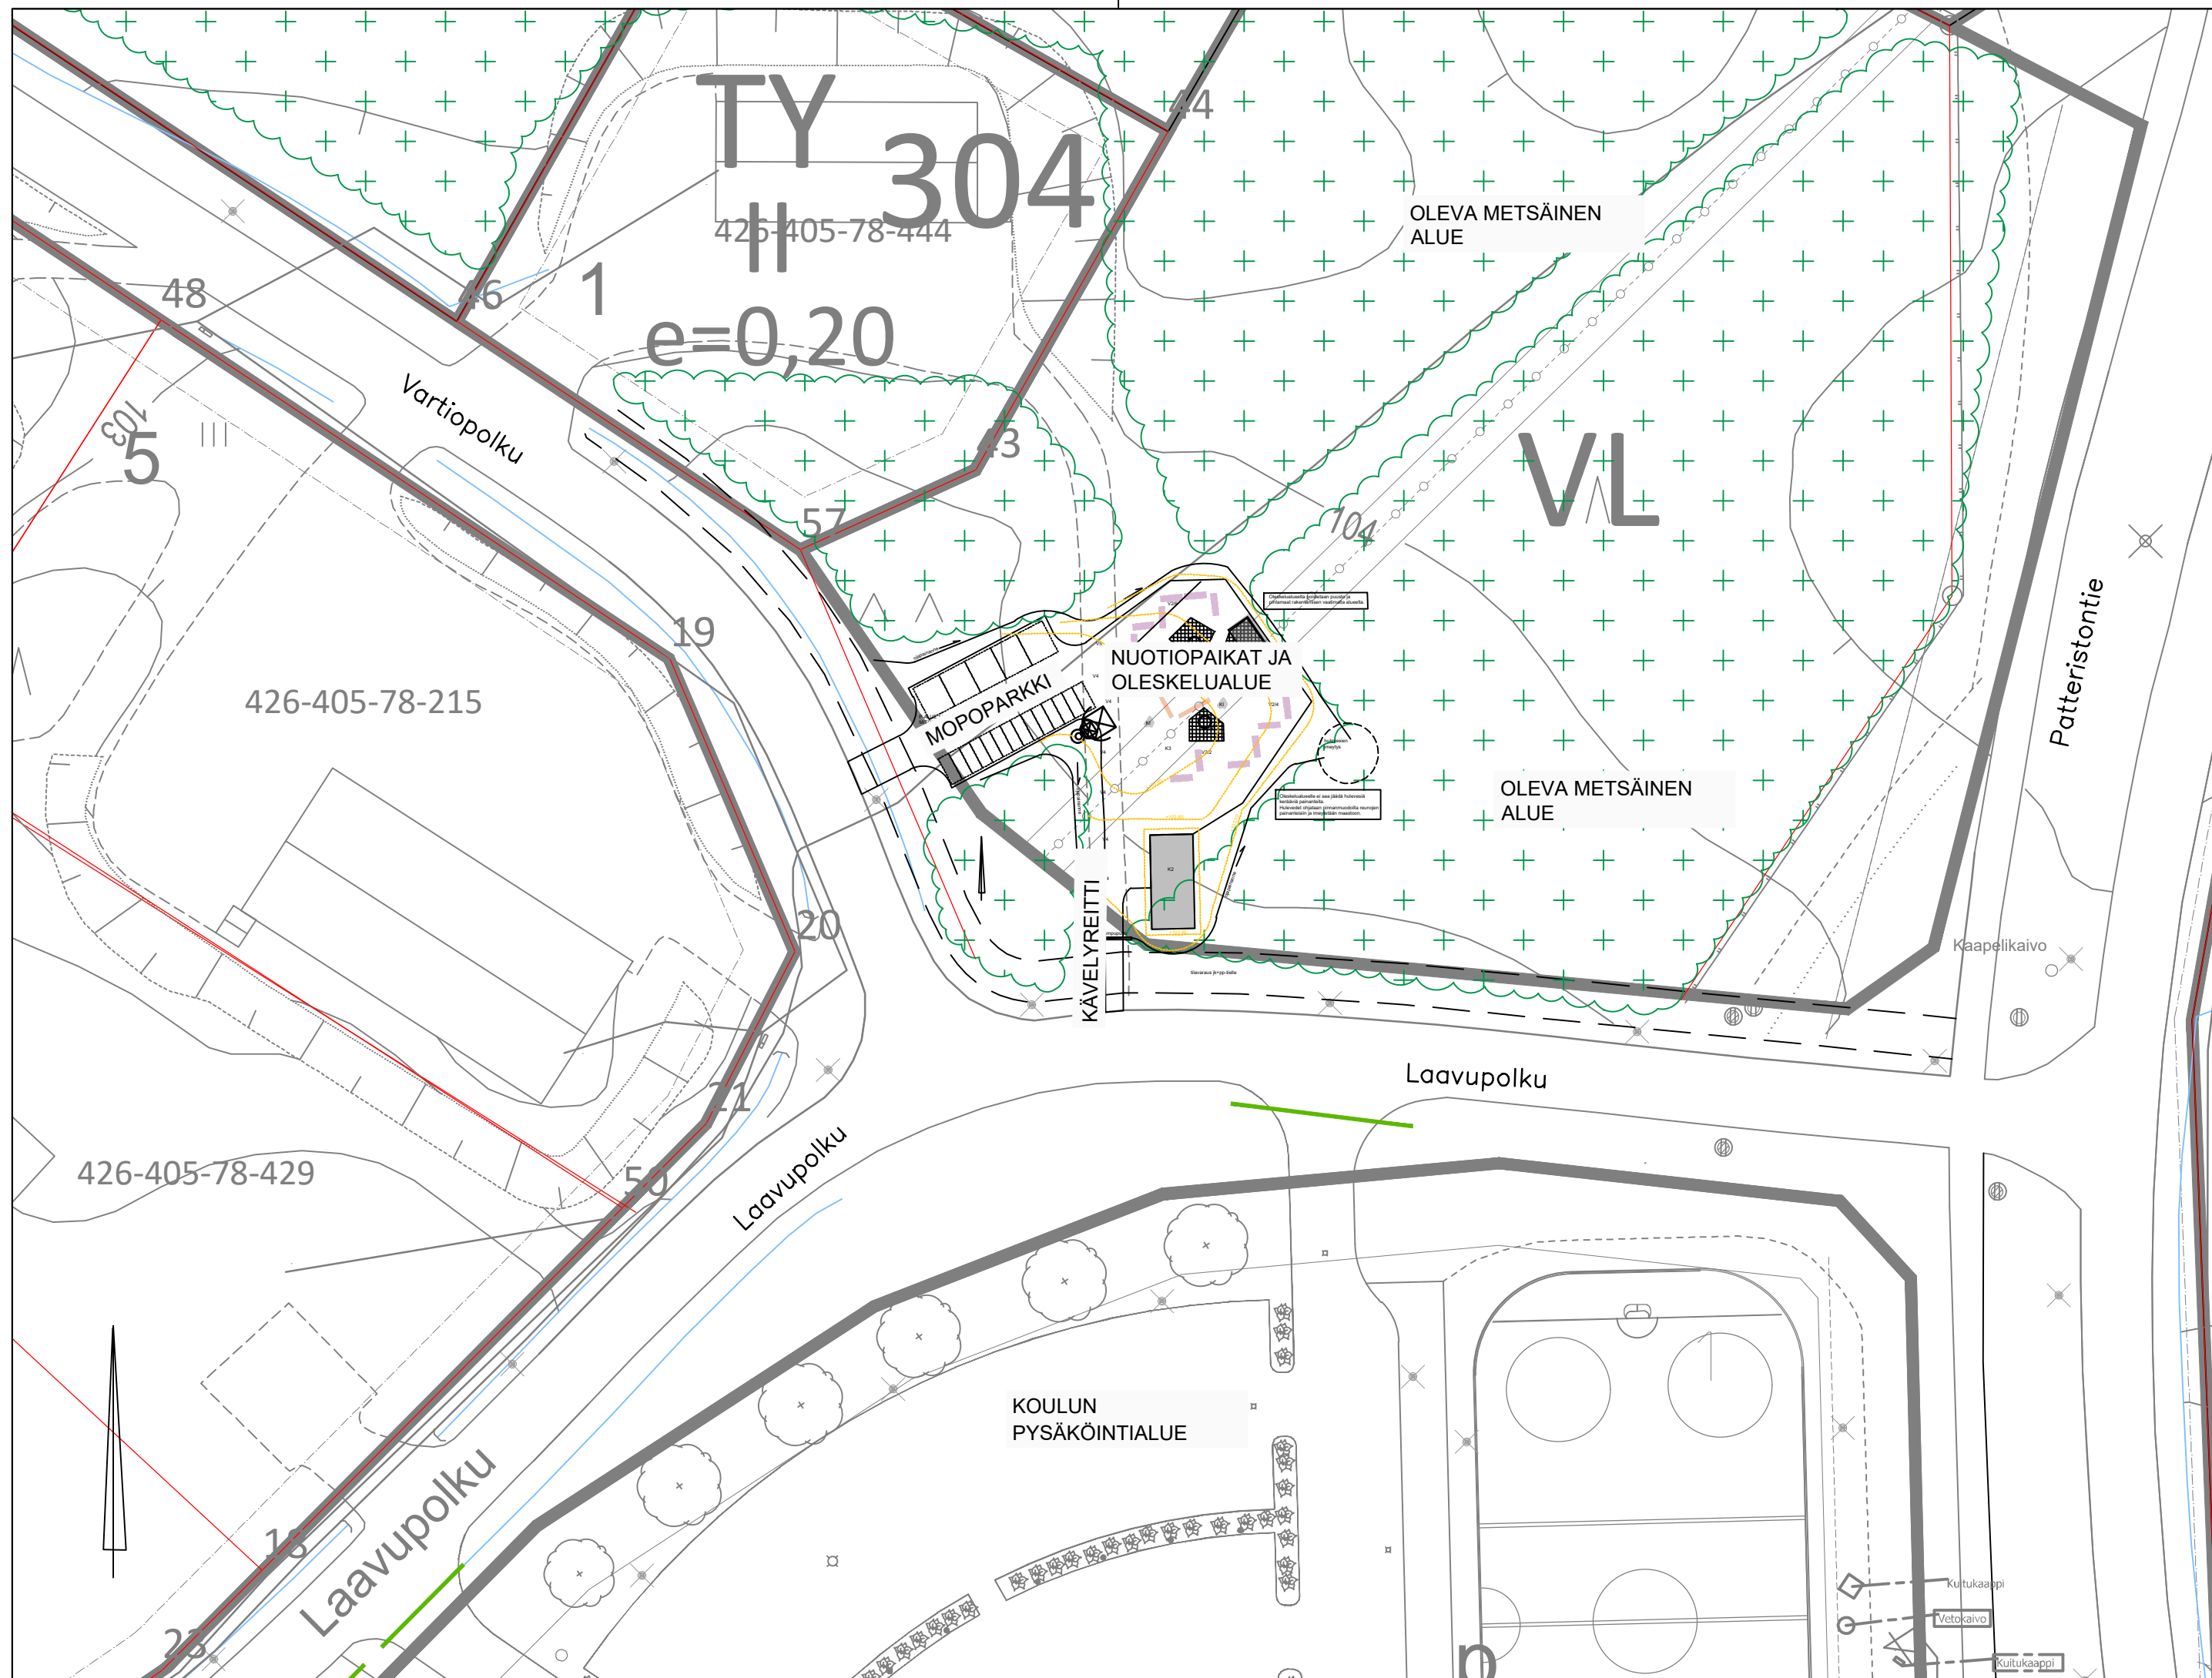 TY
304
44
426-405-78-444
II
1
e=0,20
OLEVA METSÄINEN
ALUE
48
46
Vartiopolku
103
5
43
57
VL
104
19
426-405-78-215
NUOTIOPAIKAT JA
OLESKELUALUE
MOPOPARKKI
Patteristontie
OLEVA METSÄINEN
ALUE
K3
K2
KÄVELYREITTI
20
Kaapelikaivo
21
Laavupolku
Laavupolku
426-405-78-429
50
KOULUN
PYSÄKÖINTIALUE
Laavupolku
18
23
p
Kuitukaappi
Vetokaivo
Kuitukaappi